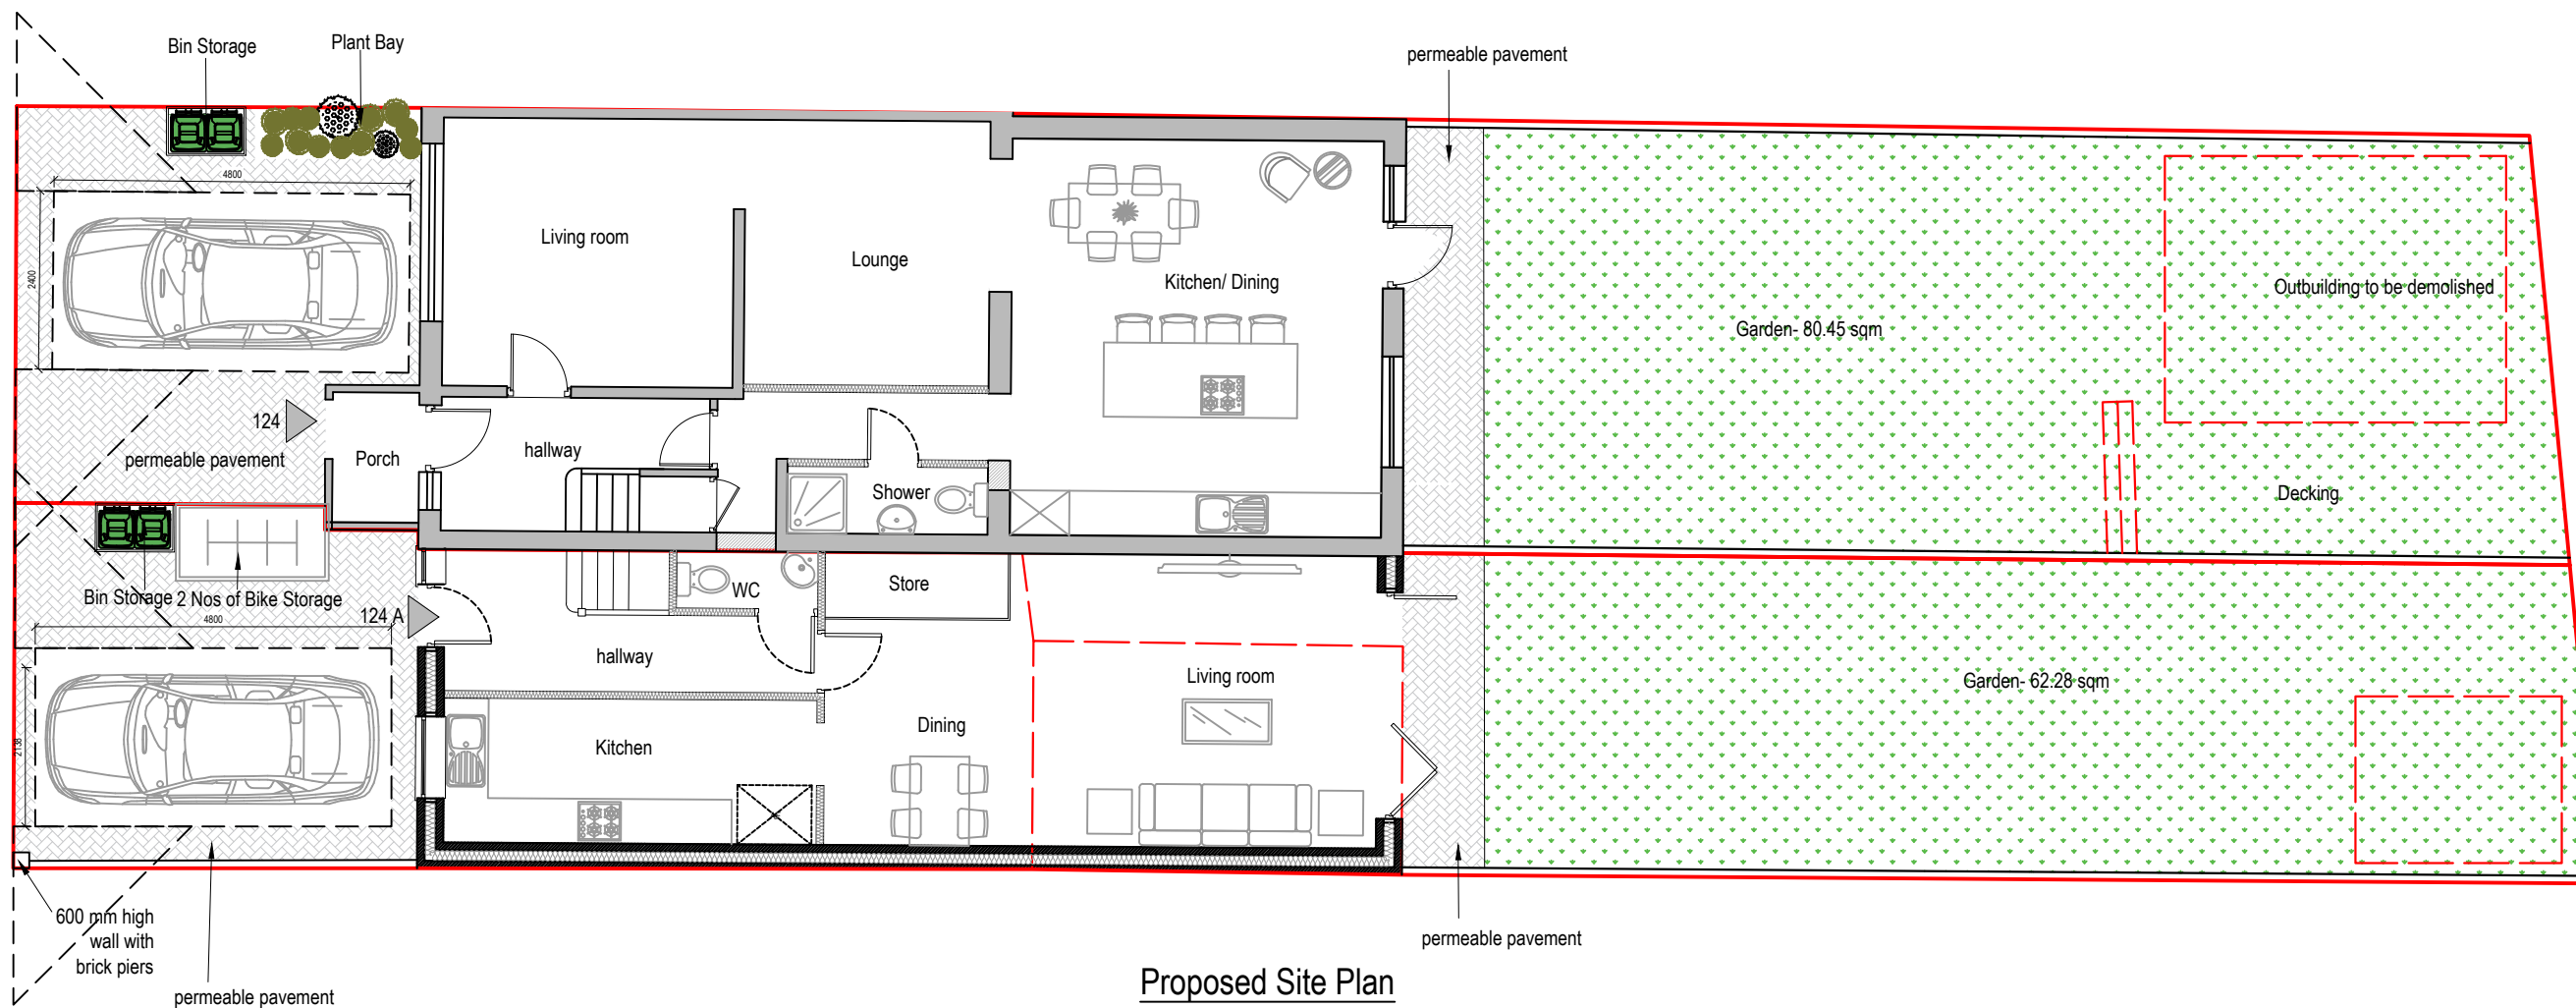 Bin Storage
Plant Bay
permeable pavement
4800
2400
Living room
Lounge
Kitchen/ Dining
Outbuilding to be demolished
Garden- 80.45 sqm
124
permeable pavement
Porch
hallway
Shower
Decking
Bin Storage
2 Nos of Bike Storage
4800
124 A
WC
Store
hallway
Living room
Garden- 62.28 sqm
2138
Kitchen
Dining
600 mm high
wall with
brick piers
permeable pavement
permeable pavement
Proposed Site Plan